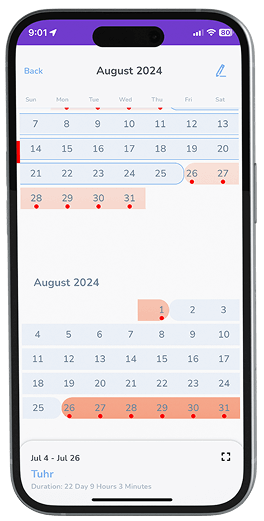 9:01 80
Back August 2024
Sun Mon Tue Wed Thu Fri Sat
7 8 9 10 11 12 13
14 15 16 17 18 19 20
21 22 23 24 25 26 27
28 29 30 31
August 2024
1 2 3
4 5 6 7 8 9 10
11 12 13 14 15 16 17
18 19 20 21 22 23 24
25 26 27 28 29 30 31
Jul 4 - Jul 26
Tuhr
Duration: 22 Day 9 Hours 3 Minutes